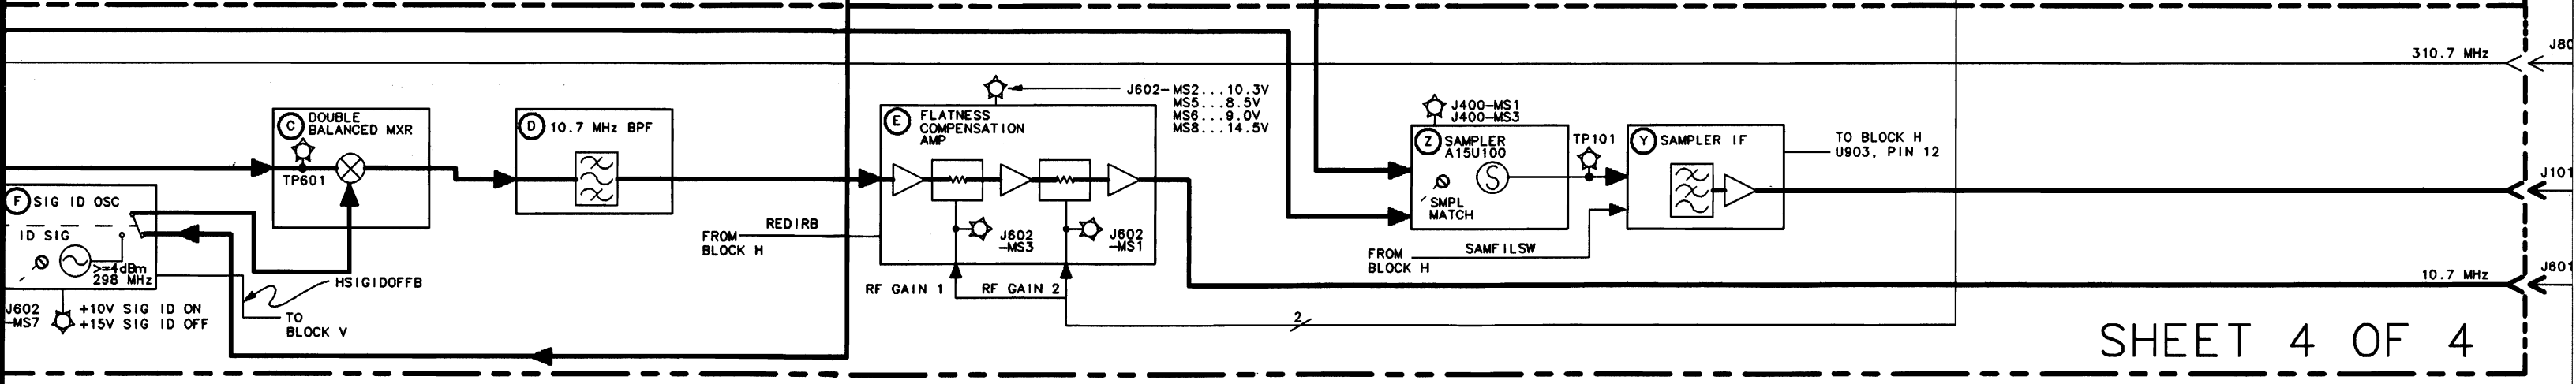 310.7 MHz
J80
J602-MS2...10.3V
MS5...8.5V
MS6...9.0V
MS8...14.5V
C
DOUBLE
BALANCED MXR
TP601
D
10.7 MHz BPF
E
FLATNESS
COMPENSATION
AMP
J602
-MS3
J602
-MS1
REDIRB
FROM
BLOCK H
RF GAIN 1
RF GAIN 2
2
J400-MS1
J400-MS3
Z
SAMPLER
A15U100
S
SMPL
MATCH
TP101
Y
SAMPLER IF
TO BLOCK H
U903, PIN 12
FROM
BLOCK H
SAMFILSW
J101
F
SIG ID OSC
ID SIG
>=4dBm
298 MHz
HSIGIDOFFB
J602
-MS7
+10V SIG ID ON
+15V SIG ID OFF
TO
BLOCK V
10.7 MHz
J601
SHEET 4 OF 4